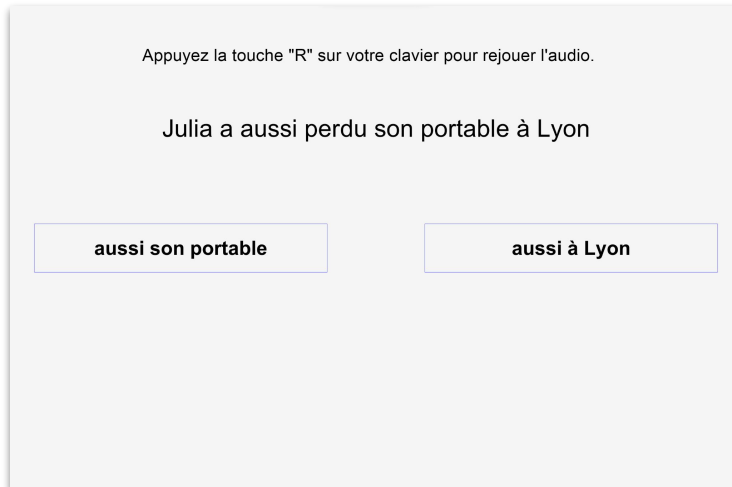 Appuyez la touche "R" sur votre clavier pour rejouer l'audio.
Julia a aussi perdu son portable à Lyon
aussi son portable
aussi à Lyon